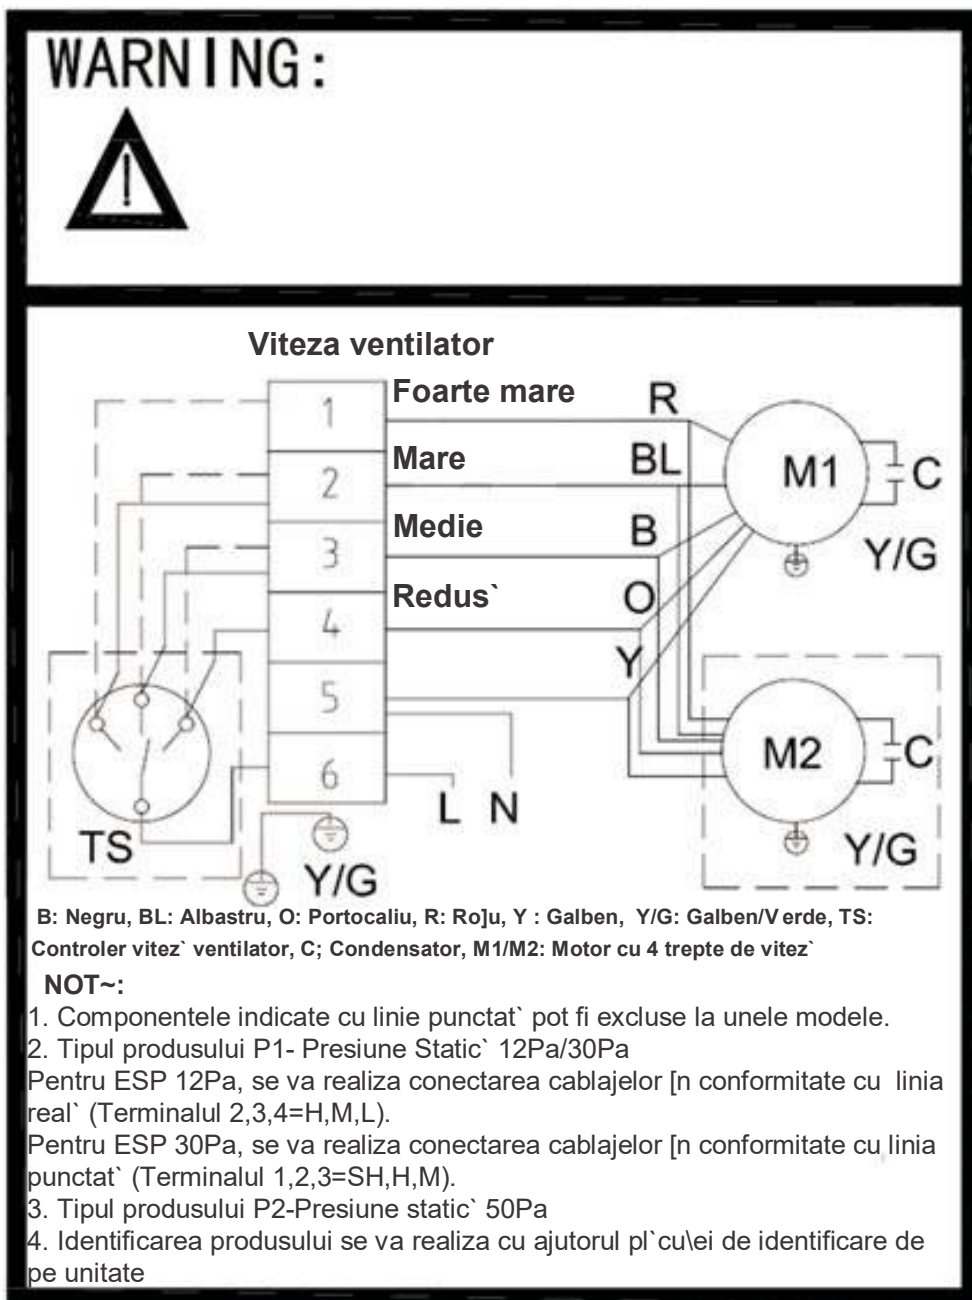 WARNING:
Viteza ventilator
1
Foarte mare
R
2
Mare
BL
M1
C
3
Medie
B
Y/G
4
Redus`
O
5
Y
6
L N
M2
C
TS
Y/G
Y/G
B: Negru, BL: Albastru, O: Portocaliu, R: Ro]u, Y : Galben, Y/G: Galben/Verde, TS:
Controler vitez` ventilator, C; Condensator, M1/M2: Motor cu 4 trepte de vitez`
NOT~:
1. Componentele indicate cu linie punctat` pot fi excluse la unele modele.
2. Tipul produsului P1- Presiune Static` 12Pa/30Pa
Pentru ESP 12Pa, se va realiza conectarea cablajelor [n conformitate cu linia
real` (Terminalul 2,3,4=H,M,L).
Pentru ESP 30Pa, se va realiza conectarea cablajelor [n conformitate cu linia
punctat` (Terminalul 1,2,3=SH,H,M).
3. Tipul produsului P2-Presiune static` 50Pa
4. Identificarea produsului se va realiza cu ajutorul pl`cu\ei de identificare de
pe unitate